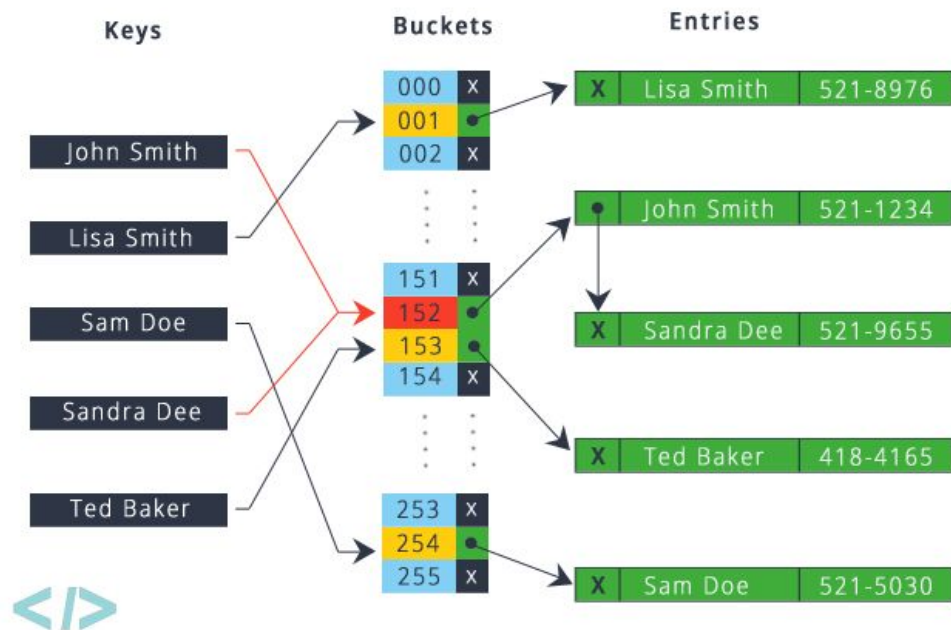 Keys
Buckets
Entries
John Smith
Lisa Smith
Sam Doe
Sandra Dee
Ted Baker
000 X
001
002 X
151 X
152
153
154 X
253 X
254
255 X
X Lisa Smith 521-8976
John Smith 521-1234
X Sandra Dee 521-9655
X Ted Baker 418-4165
X Sam Doe 521-5030
</>